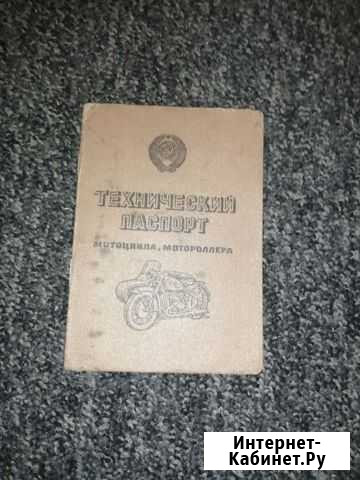 ТЕХНИЧЕСКИЙ
ПАСПОРТ
МОТОЦИКЛА, МОТОРОЛЛЕРА
Интернет-
Кабинет.Ру